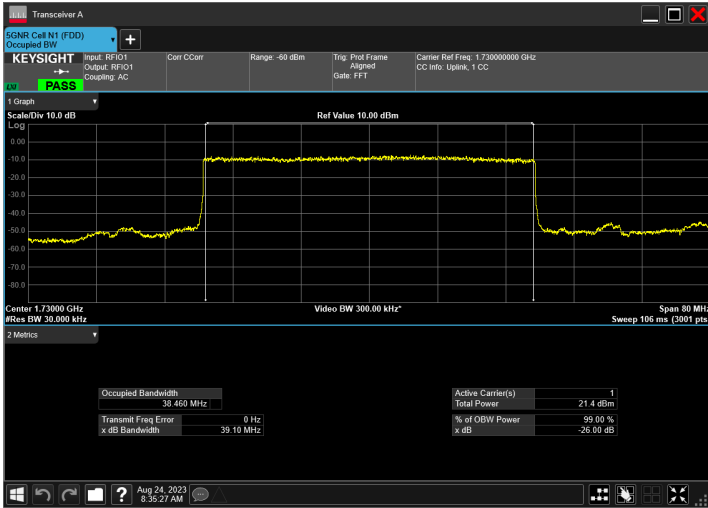 Transceiver A
5GNR Cell N1 (FDD)
Occupied BW
KEYSIGHT
LXI
PASS
Input: RFIO1
Output: RFIO1
Coupling: AC
Corr CCorr
Range: -60 dBm
Trig: Prot Frame
Aligned
Gate: FFT
Carrier Ref Freq: 1.730000000 GHz
CC Info: Uplink, 1 CC
1 Graph
Scale/Div 10.0 dB
Ref Value 10.00 dBm
Log
0.00
-10.0
-20.0
-30.0
-40.0
-50.0
-60.0
-70.0
-80.0
Center 1.73000 GHz
Video BW 300.00 kHz*
Span 80 MHz
#Res BW 30.000 kHz
Sweep 106 ms (3001 pts
2 Metrics
Occupied Bandwidth
38.460 MHz
Transmit Freq Error 0 Hz
x dB Bandwidth 39.10 MHz
Active Carrier(s) 1
Total Power 21.4 dBm
% of OBW Power 99.00 %
x dB -26.00 dB
Aug 24, 2023
8:35:27 AM